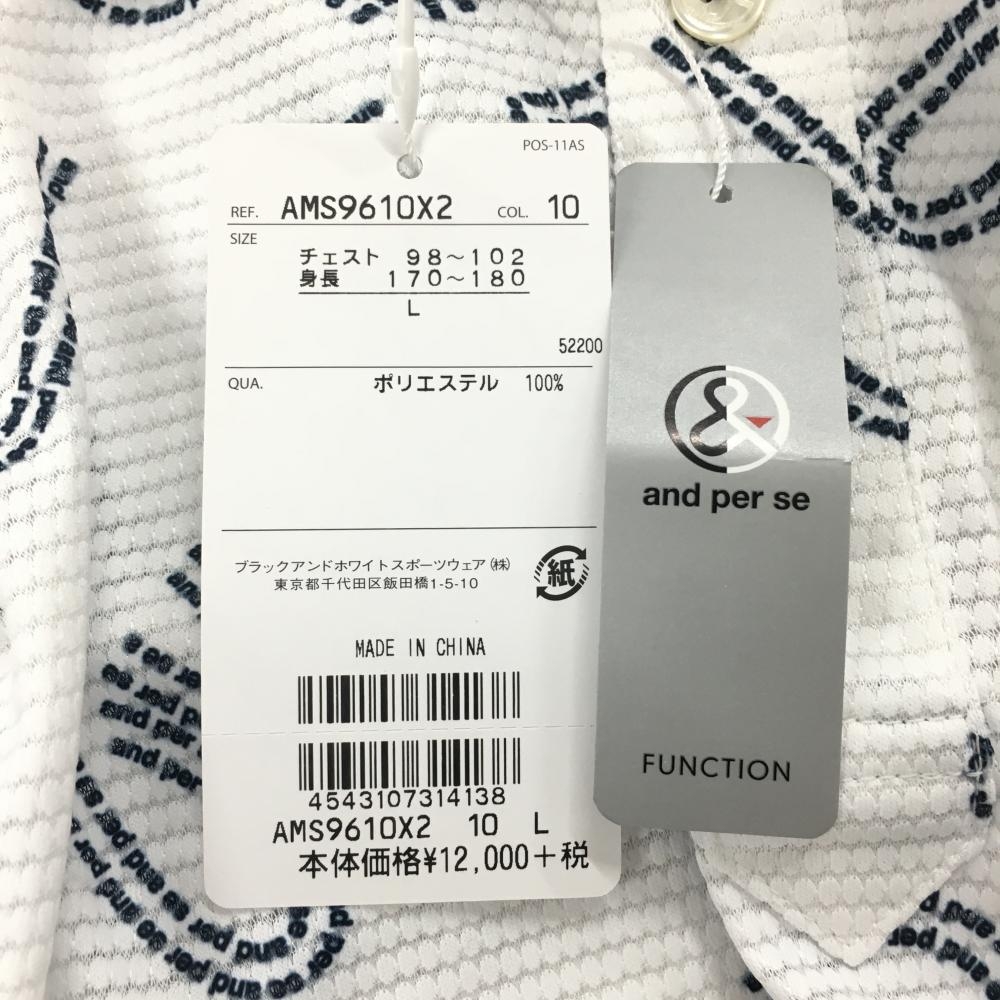 POS-11AS
REF. AMS9610X2 COL. 10
SIZE
チェスト 98～102
身長 170～180
L
52200
QUA. ポリエステル 100%
ブラックアンドホワイトスポーツウェア㈱
東京都千代田区飯田橋1-5-10
紙
MADE IN CHINA
4543107314138
AMS9610X2 10 L
本体価格¥12,000+税
&
and per se
FUNCTION